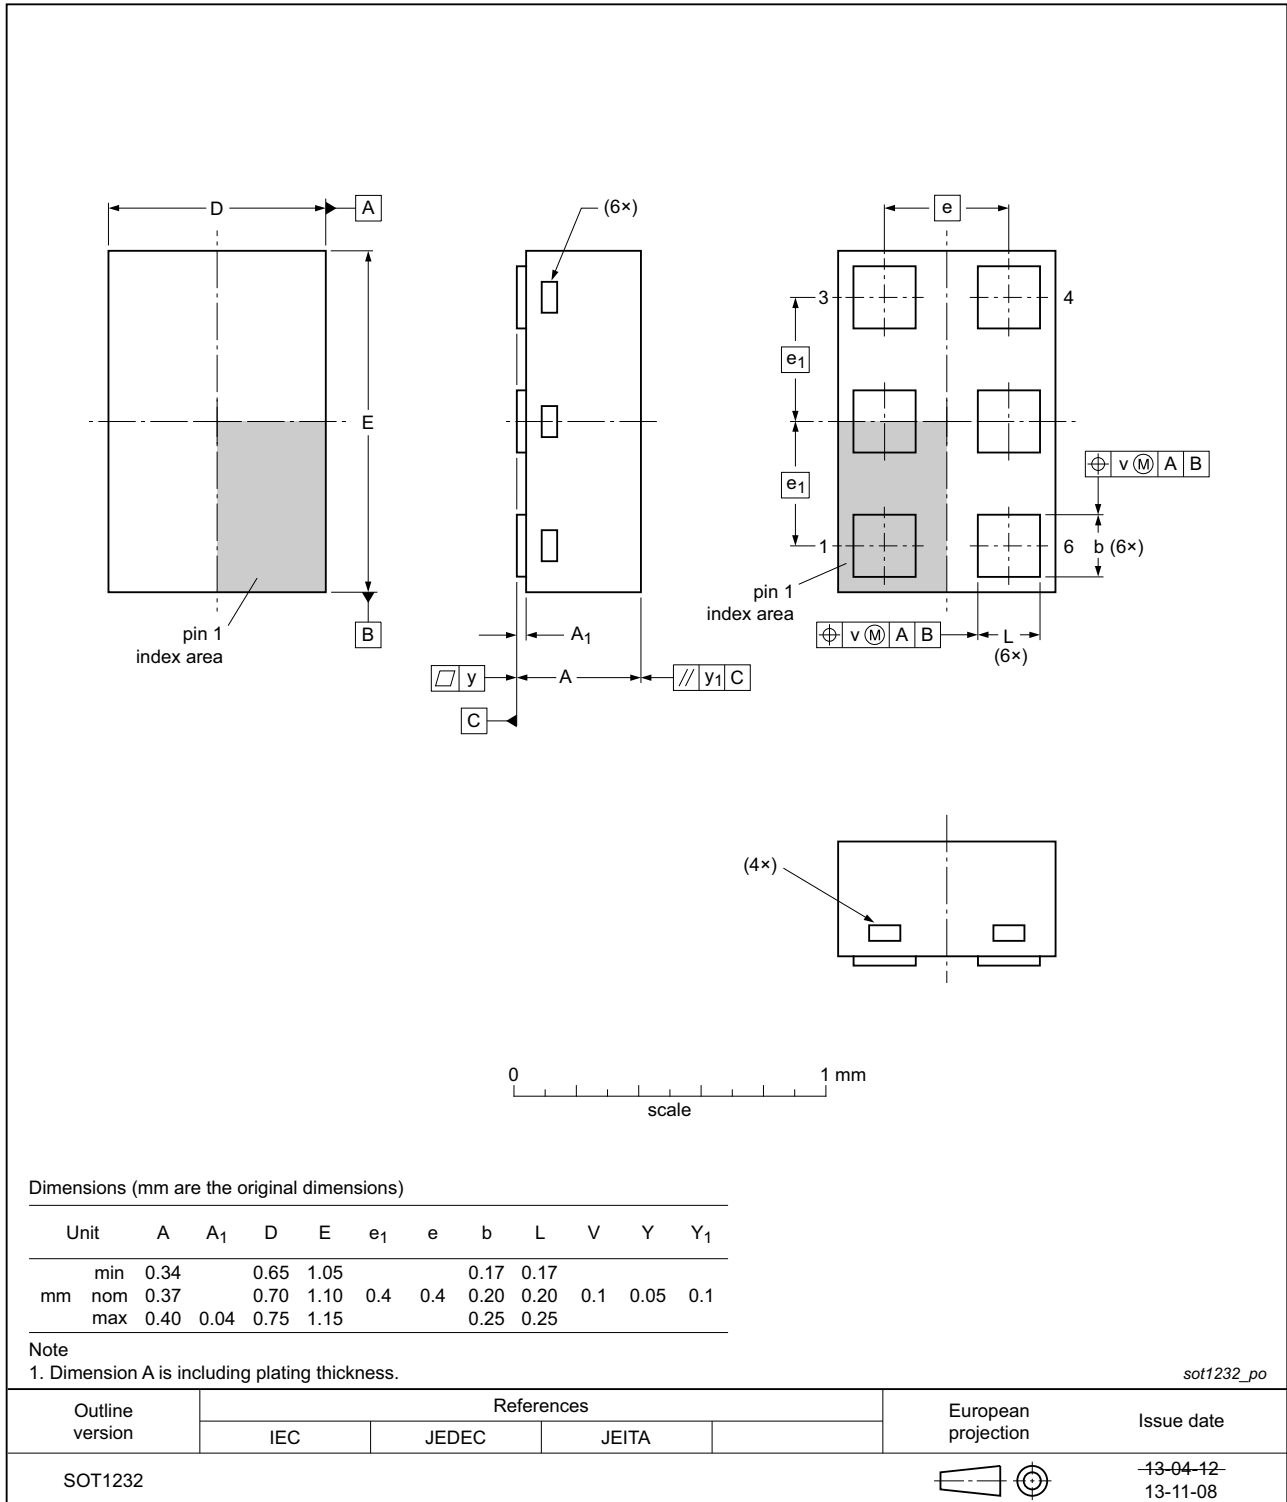 D A (6×) e
3 4
e1
E
e1 ⌖ v Ⓜ A B
1 6 b (6×)
pin 1
index area
B
pin 1
index area
A1
⌖ v Ⓜ A B
L
(6×)
▱ y A // y1 C
C
(4×)
0 1 mm
scale
Dimensions (mm are the original dimensions)
Unit A A1 D E e1 e b L V Y Y1
min 0.34 0.65 1.05 0.17 0.17
mm nom 0.37 0.70 1.10 0.4 0.4 0.20 0.20 0.1 0.05 0.1
max 0.40 0.04 0.75 1.15 0.25 0.25
Note
1. Dimension A is including plating thickness.
sot1232_po
Outline
version
References
IEC JEDEC JEITA
European
projection
Issue date
SOT1232
13-04-12
13-11-08